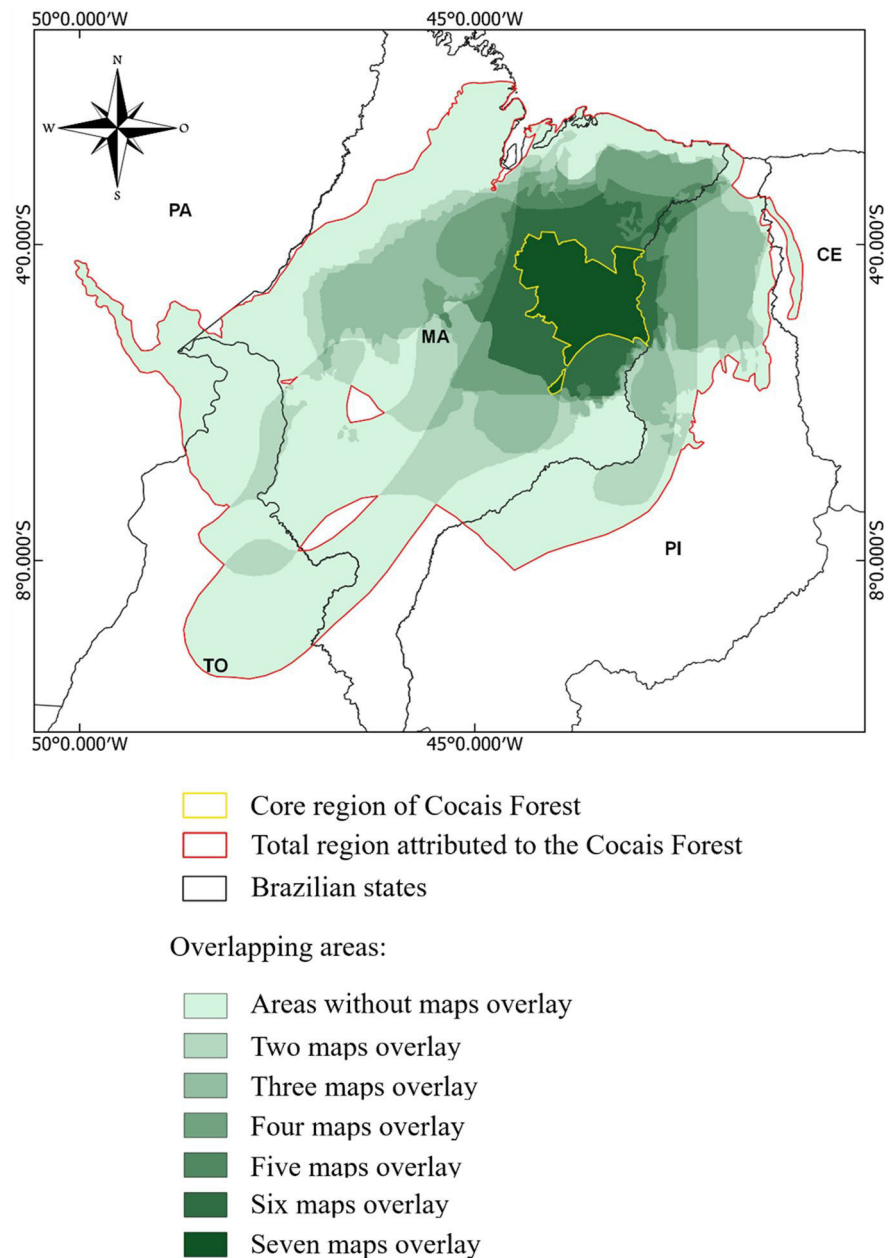 50°0.000′W 45°0.000′W
N
W O
S
PA
4°0.000′S 4°0.000′S
CE
MA
8°0.000′S 8°0.000′S
PI
TO
50°0.000′W 45°0.000′W
Core region of Cocais Forest
Total region attributed to the Cocais Forest
Brazilian states
Overlapping areas:
Areas without maps overlay
Two maps overlay
Three maps overlay
Four maps overlay
Five maps overlay
Six maps overlay
Seven maps overlay